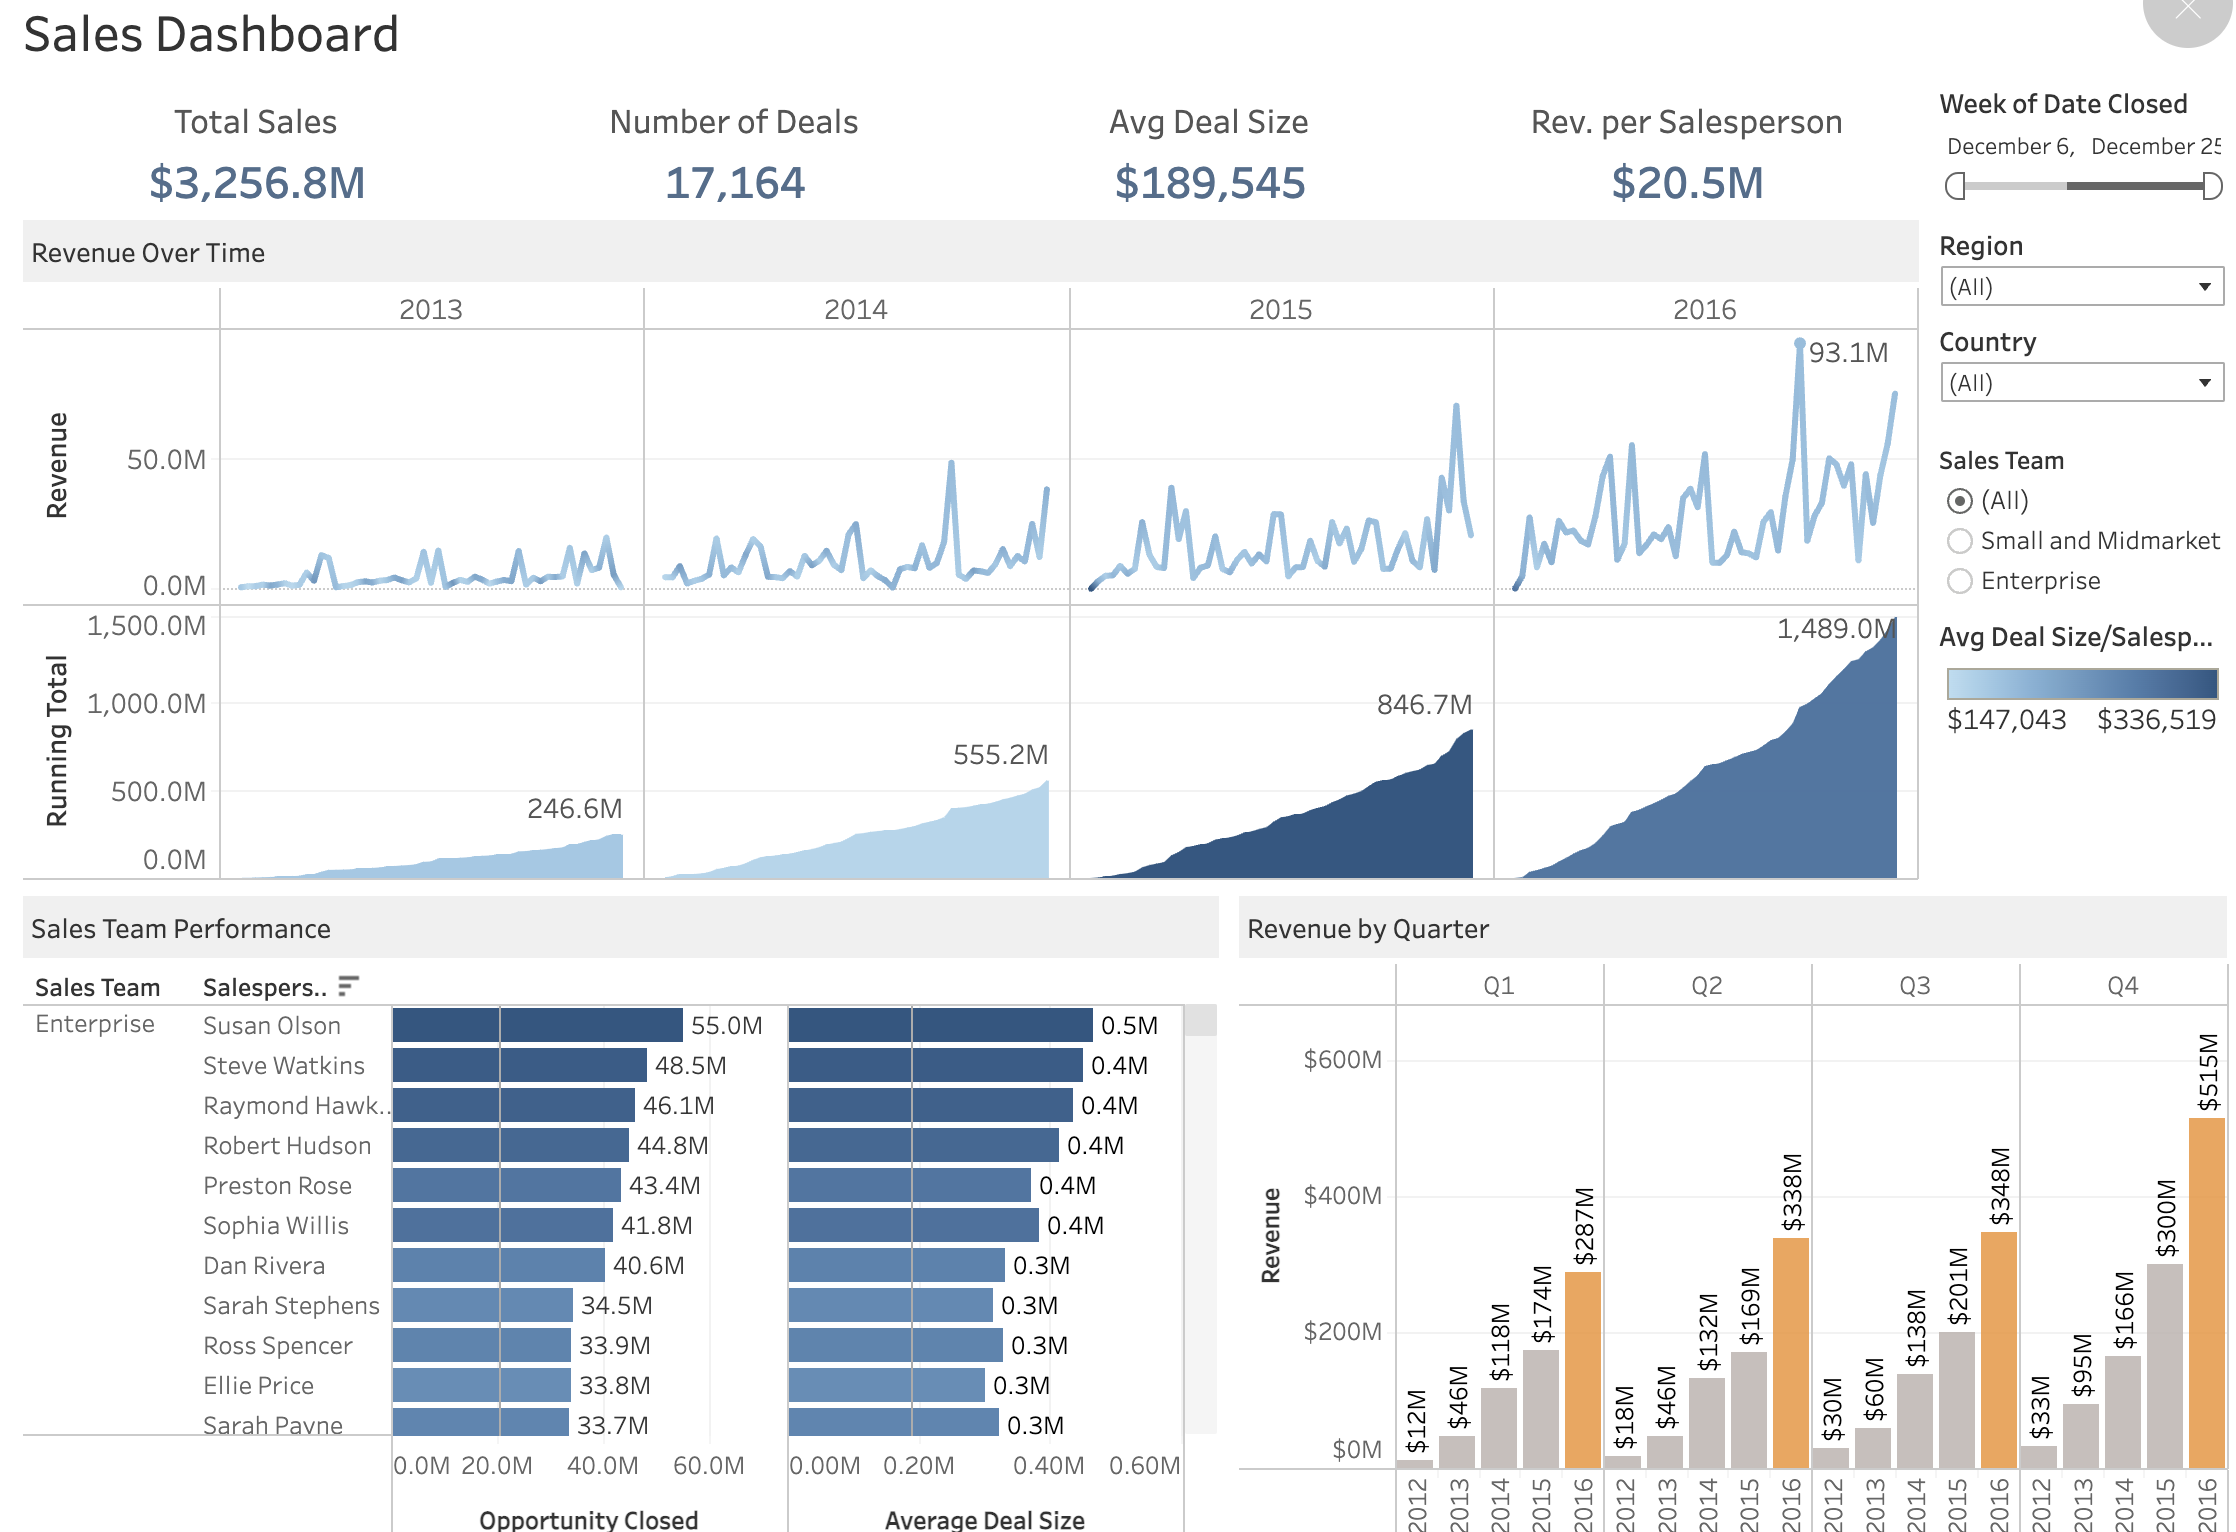 Sales Dashboard
Total Sales
$3,256.8M
Number of Deals
17,164
Avg Deal Size
$189,545
Rev. per Salesperson
$20.5M
Week of Date Closed
December 6, December 25
Region
(All)
Country
(All)
Sales Team
(All)
Small and Midmarket
Enterprise
Avg Deal Size/Salesp...
$147,043 $336,519
Revenue Over Time
2013 2014 2015 2016
Revenue
50.0M
0.0M
93.1M
Running Total
1,500.0M
1,000.0M
500.0M
0.0M
246.6M
555.2M
846.7M
1,489.0M
Sales Team Performance
Sales Team Salespers..
Enterprise
Susan Olson 55.0M 0.5M
Steve Watkins 48.5M 0.4M
Raymond Hawk.. 46.1M 0.4M
Robert Hudson 44.8M 0.4M
Preston Rose 43.4M 0.4M
Sophia Willis 41.8M 0.4M
Dan Rivera 40.6M 0.3M
Sarah Stephens 34.5M 0.3M
Ross Spencer 33.9M 0.3M
Ellie Price 33.8M 0.3M
Sarah Payne 33.7M 0.3M
0.0M 20.0M 40.0M 60.0M
0.00M 0.20M 0.40M 0.60M
Opportunity Closed
Average Deal Size
Revenue by Quarter
Q1 Q2 Q3 Q4
Revenue
$600M
$400M
$200M
$0M
$12M $46M $118M $174M $287M
$18M $46M $132M $169M $338M
$30M $60M $138M $201M $348M
$33M $95M $166M $300M $515M
2012 2013 2014 2015 2016
2012 2013 2014 2015 2016
2012 2013 2014 2015 2016
2012 2013 2014 2015 2016